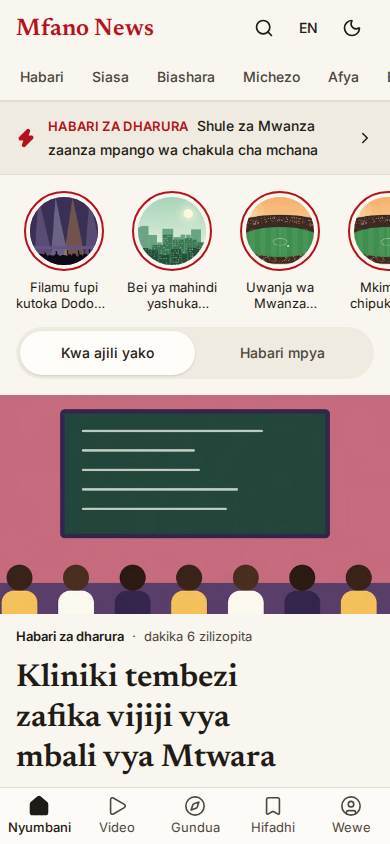 Mfano News
EN
Habari Siasa Biashara Michezo Afya
HABARI ZA DHARURA Shule za Mwanza
zaanza mpango wa chakula cha mchana
Filamu fupi
kutoka Dodo...
Bei ya mahindi
yashuka...
Uwanja wa
Mwanza...
Mkim
chipuk
Kwa ajili yako
Habari mpya
Habari za dharura · dakika 6 zilizopita
Kliniki tembezi
zafika vijiji vya
mbali vya Mtwara
Nyumbani Video Gundua Hifadhi Wewe